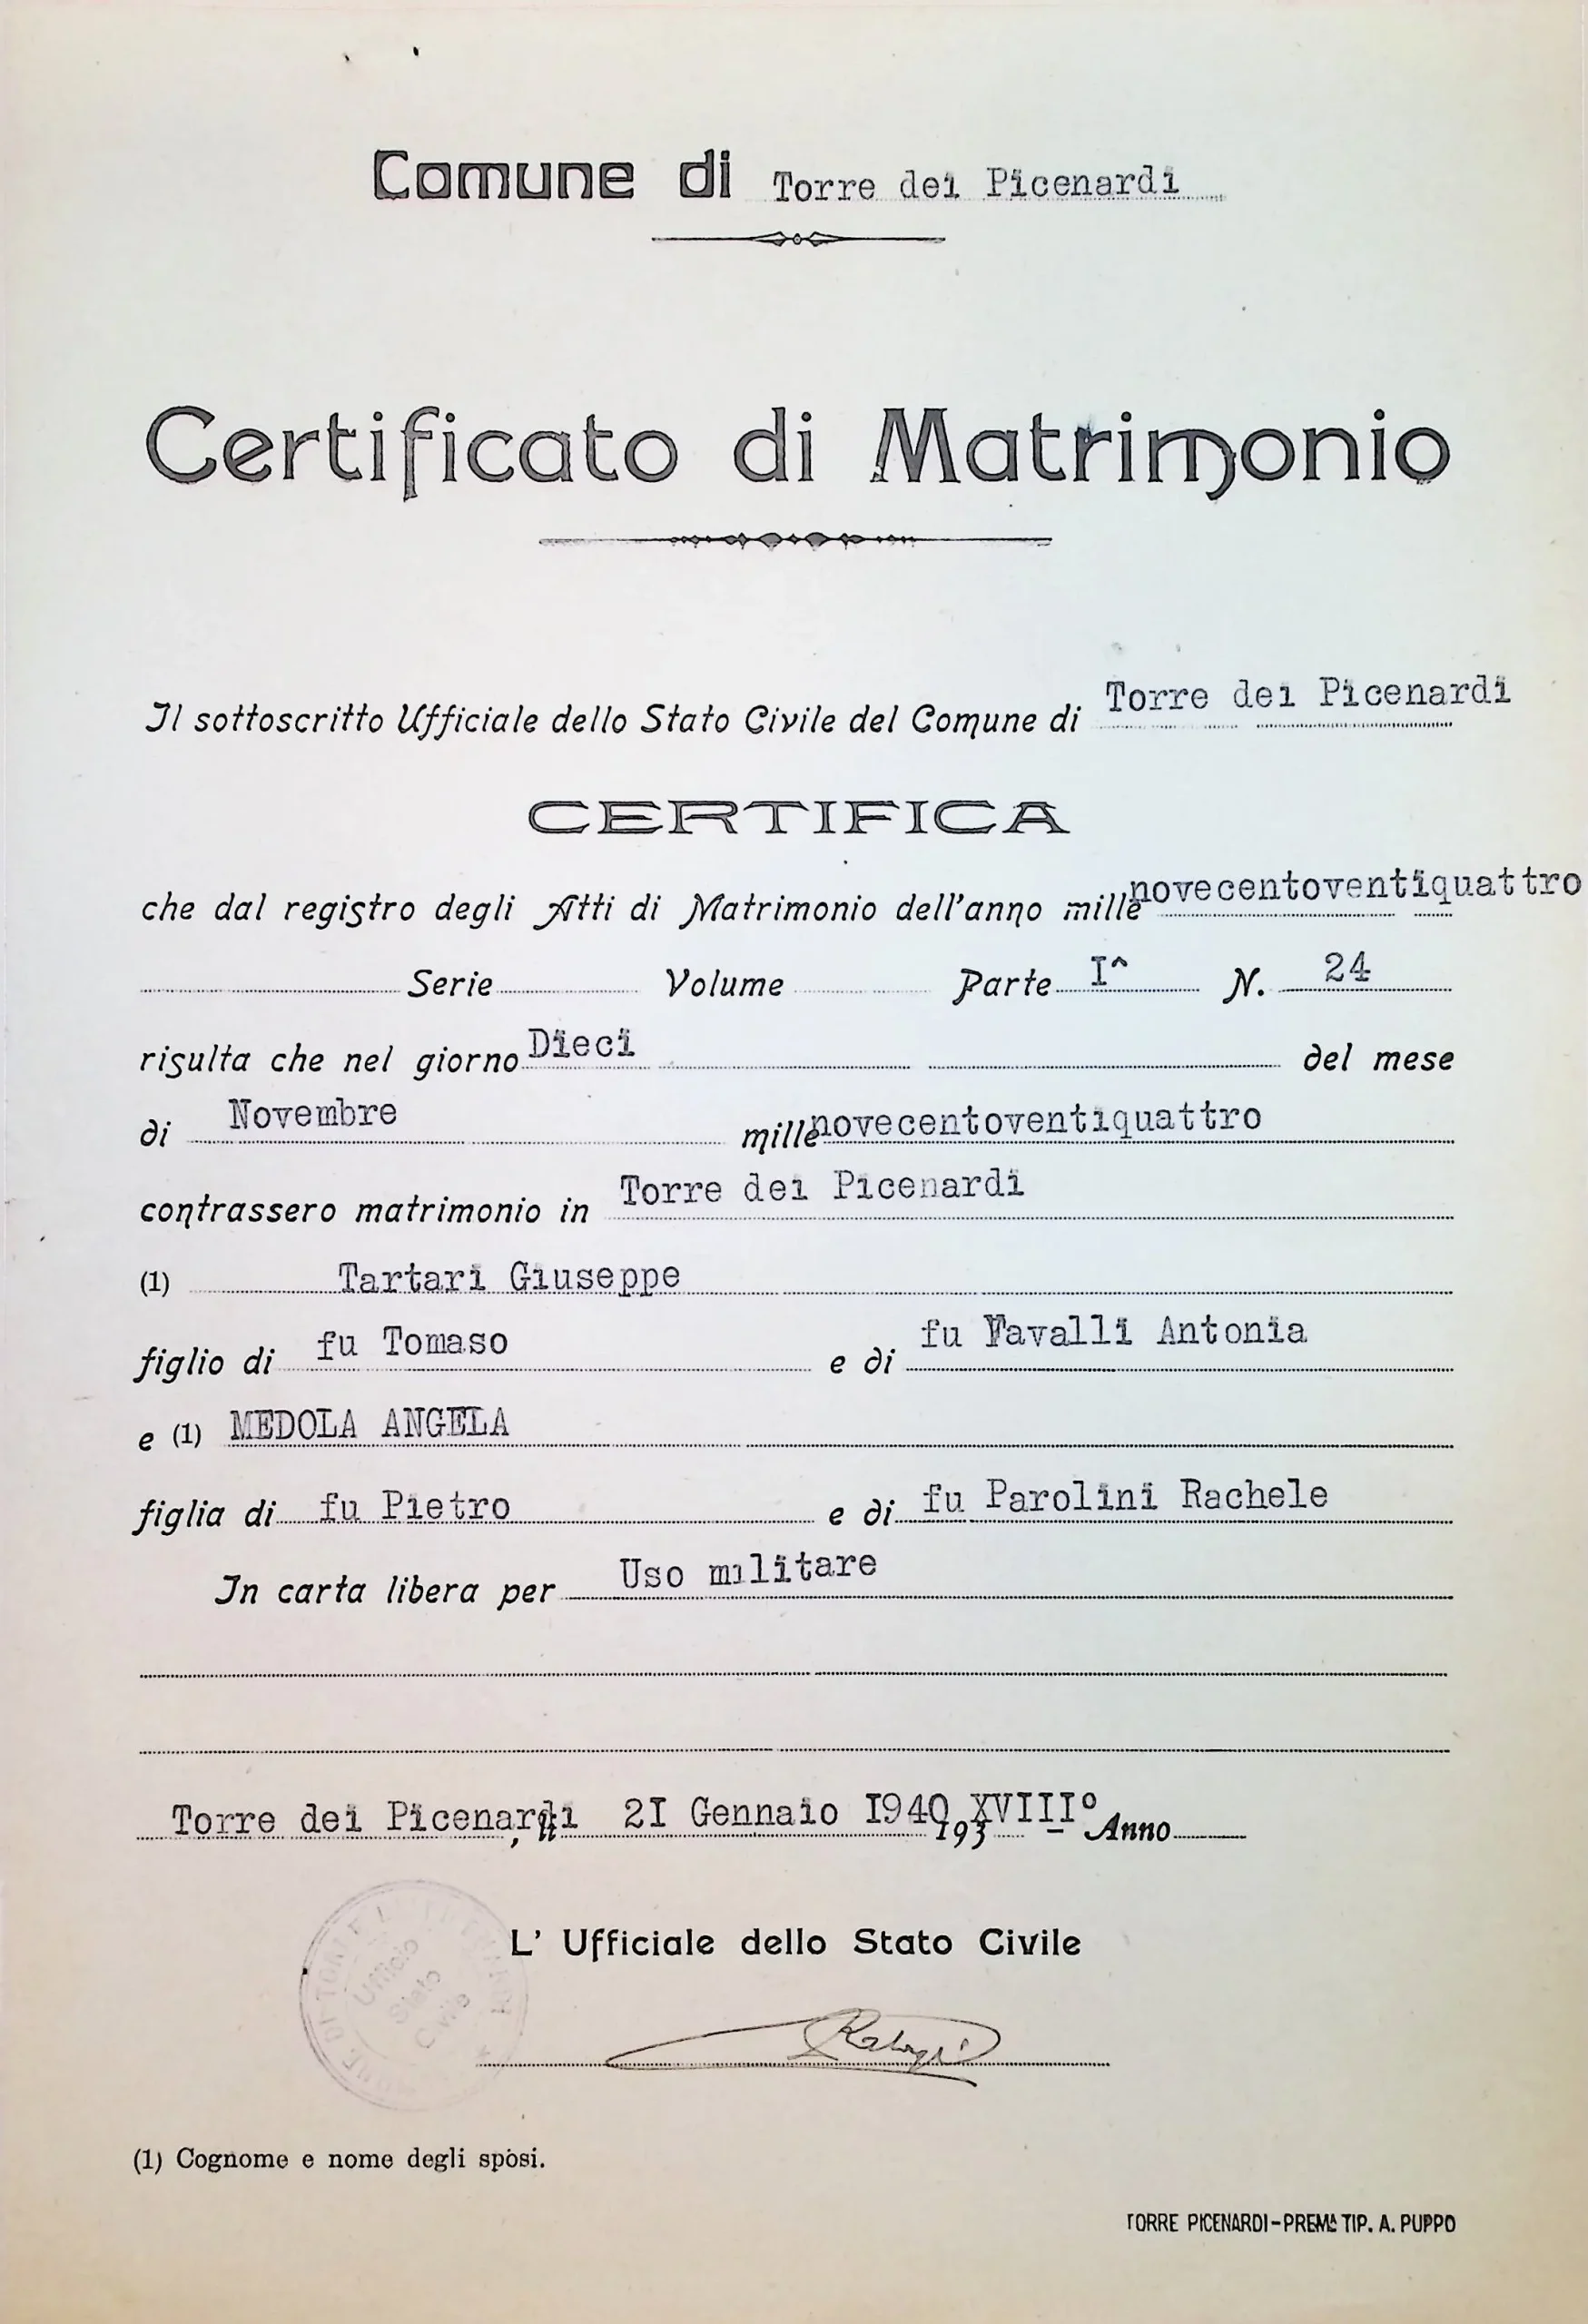 Comune di Torre dei Picenardi
Certificato di Matrimonio
Il sottoscritto Ufficiale dello Stato Civile del Comune di Torre dei Picenardi
CERTIFICA
che dal registro degli Atti di Matrimonio dell'anno mille novecentoventiquattro
Serie Volume Parte I^ N. 24
risulta che nel giorno Dieci del mese
di Novembre mille novecentoventiquattro
contrassero matrimonio in Torre dei Picenardi
(1) Tartari Giuseppe
figlio di fu Tomaso e di fu Favalli Antonia
e (1) MEDOLA ANGELA
figlia di fu Pietro e di fu Parolini Rachele
In carta libera per Uso militare
Torre dei Picenardi, li 21 Gennaio 1940 193 XVIII° Anno
L' Ufficiale dello Stato Civile
Ufficio
Stato
Civile
(1) Cognome e nome degli sposi.
TORRE PICENARDI - PREMᴬ TIP. A. PUPPO